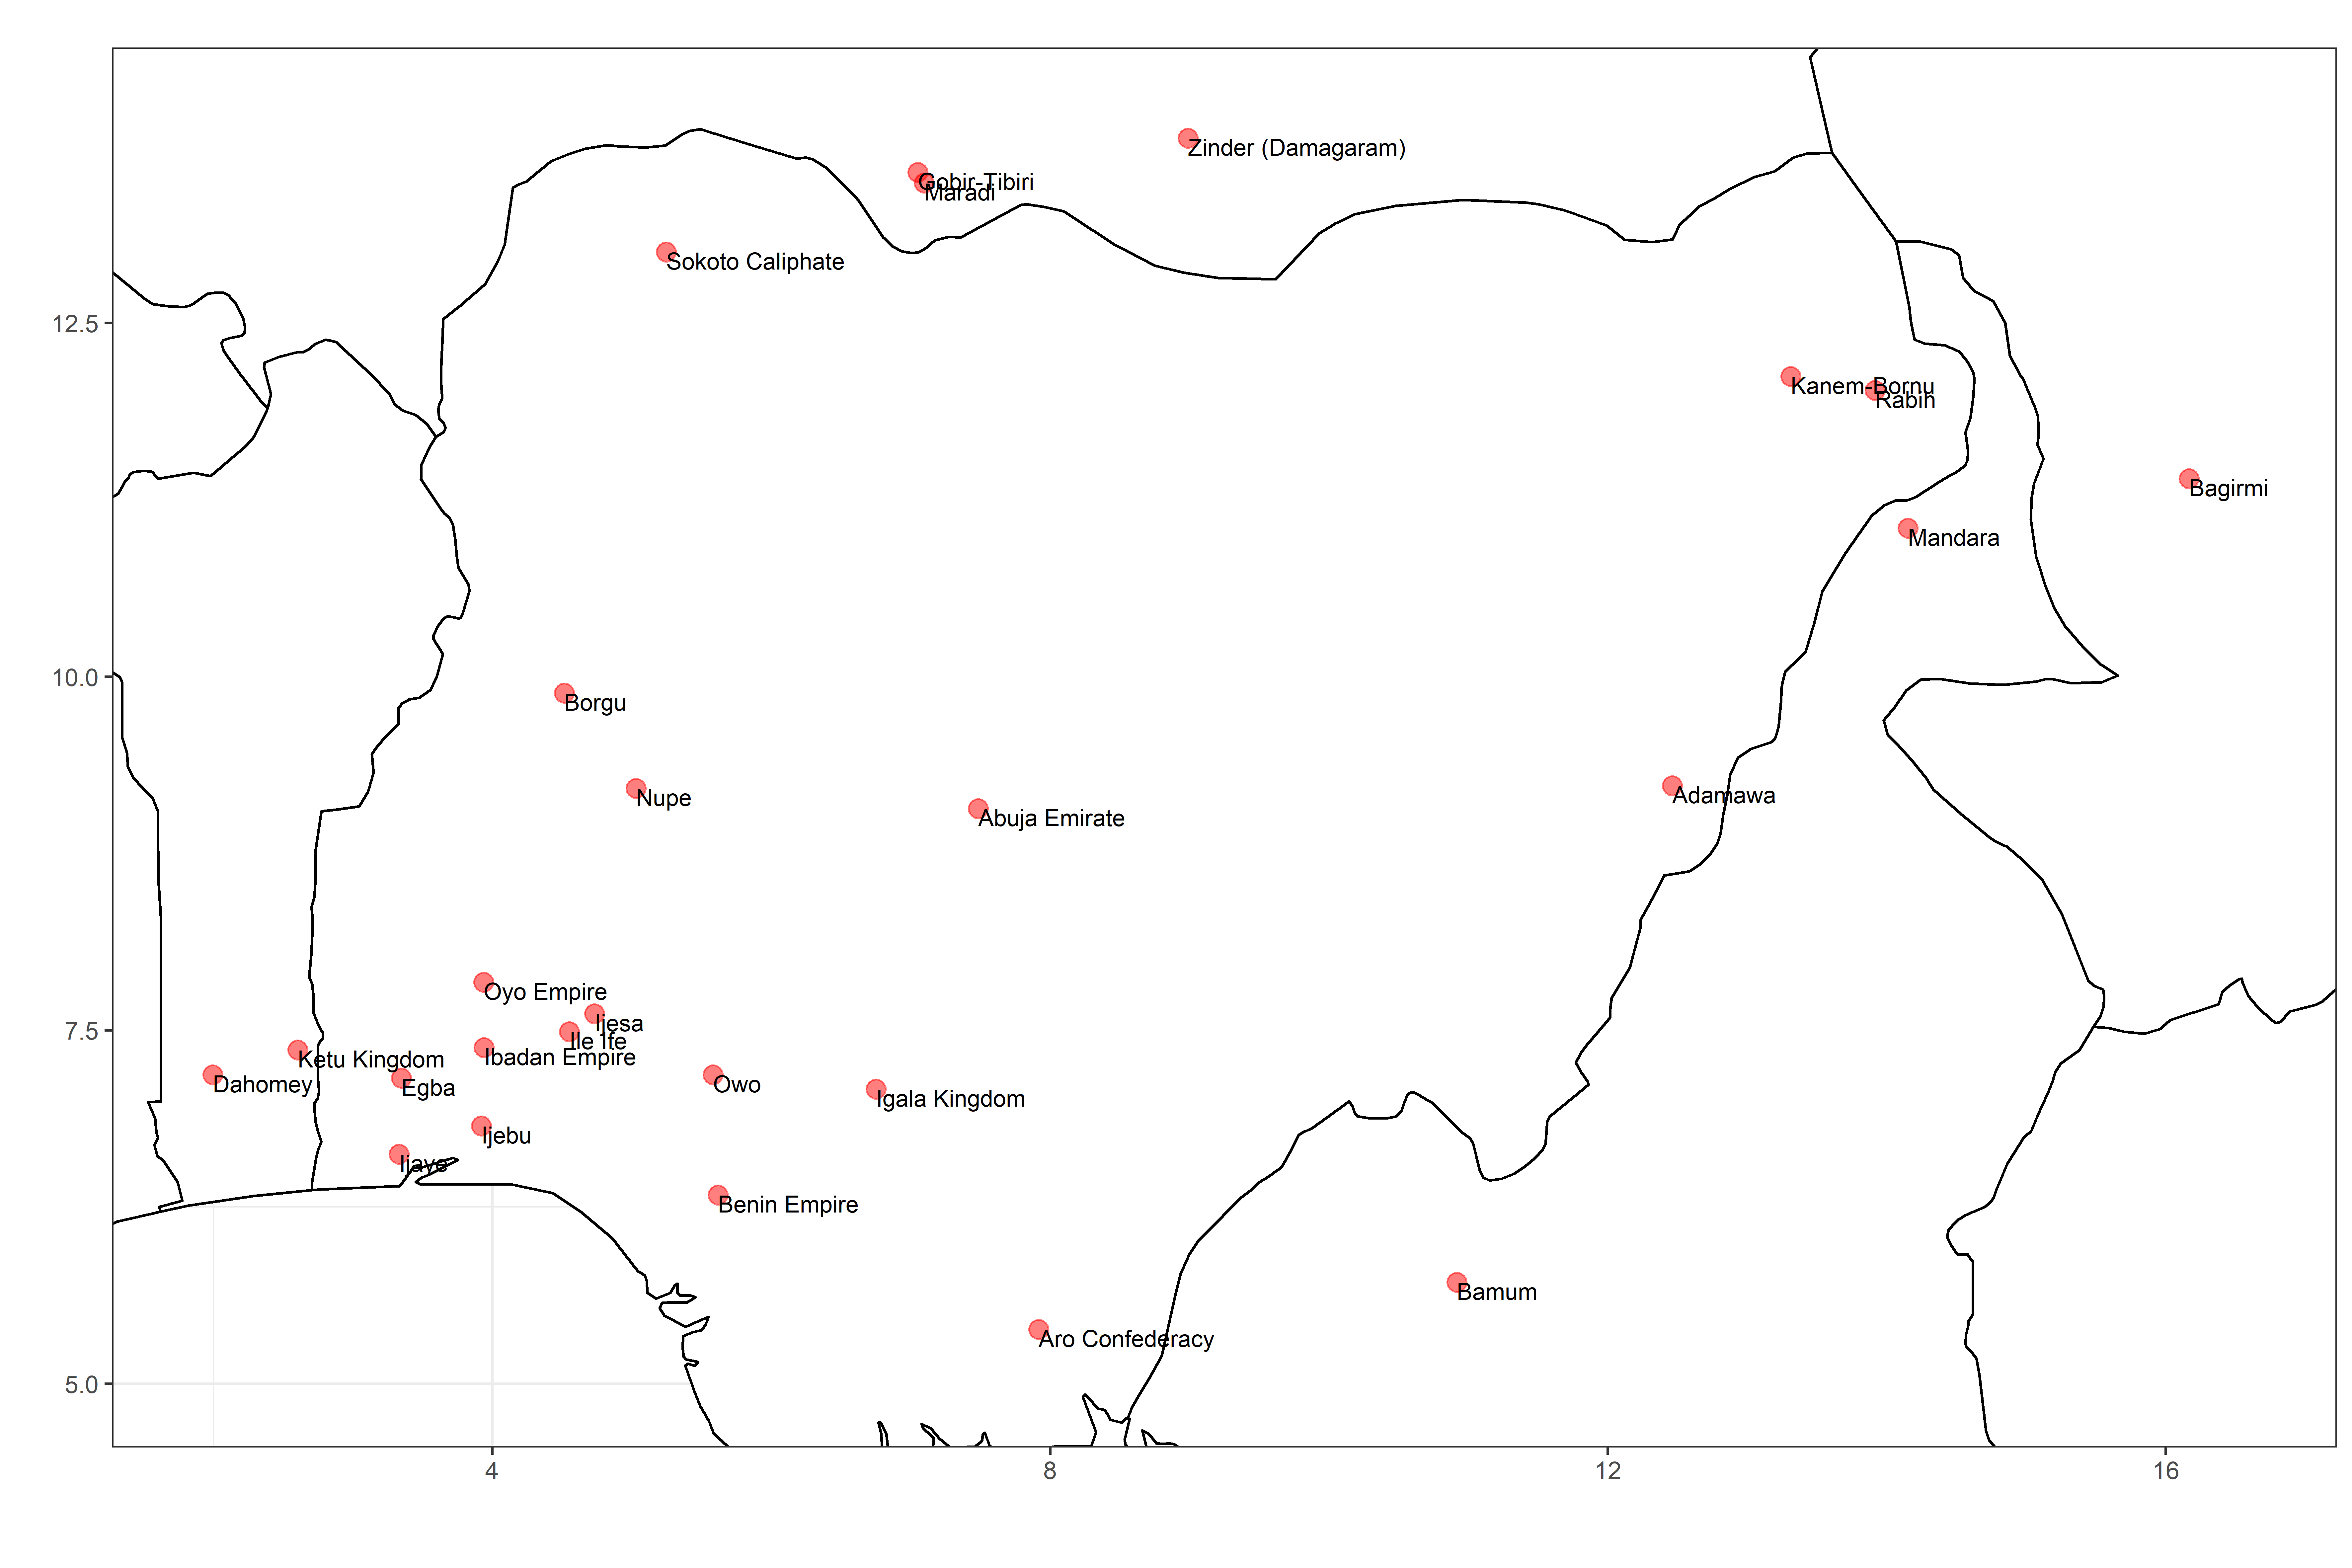 Zinder (Damagaram)
Gobir-Tibiri
Maradi
Sokoto Caliphate
12.5
Kanem-Bornu
Rabih
Bagirmi
Mandara
10.0
Borgu
Nupe
Adamawa
Abuja Emirate
Oyo Empire
7.5
Ijesa
Ile Ife
Ibadan Empire
Ketu Kingdom
Dahomey
Egba
Owo
Igala Kingdom
Ijebu
Ijaye
Benin Empire
Bamum
Aro Confederacy
5.0
4
8
12
16